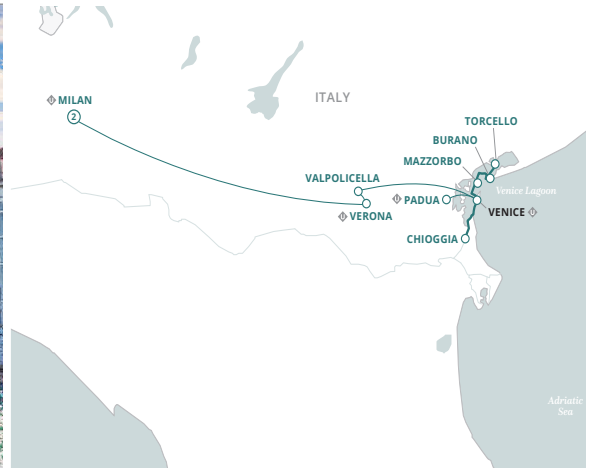 ITALY
MILAN
2
TORCELLO
BURANO
MAZZORBO
VALPOLICELLA
Venice Lagoon
PADUA
VERONA
VENICE
CHIOGGIA
Adriatic
Sea